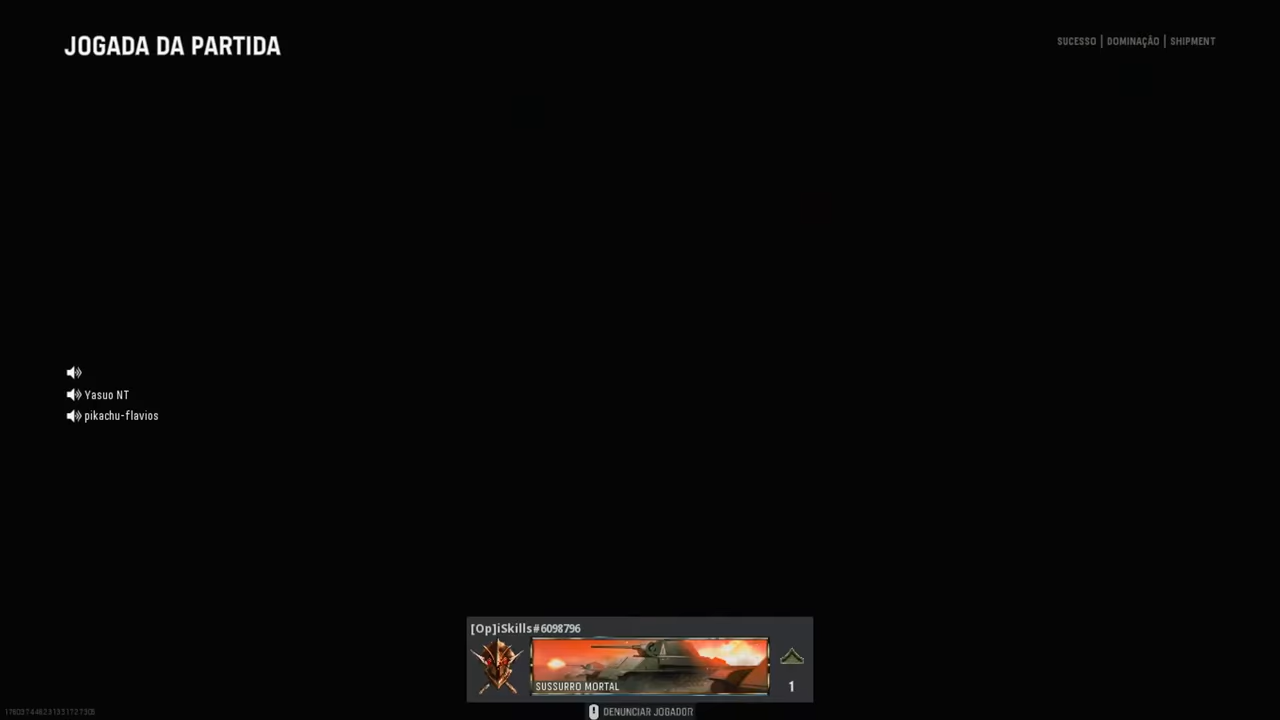 JOGADA DA PARTIDA
SUCESSO | DOMINAÇÃO | SHIPMENT
Yasuo NT
pikachu-flavios
[Op]iSkills#6098796
SUSSURRO MORTAL
1
DENUNCIAR JOGADOR